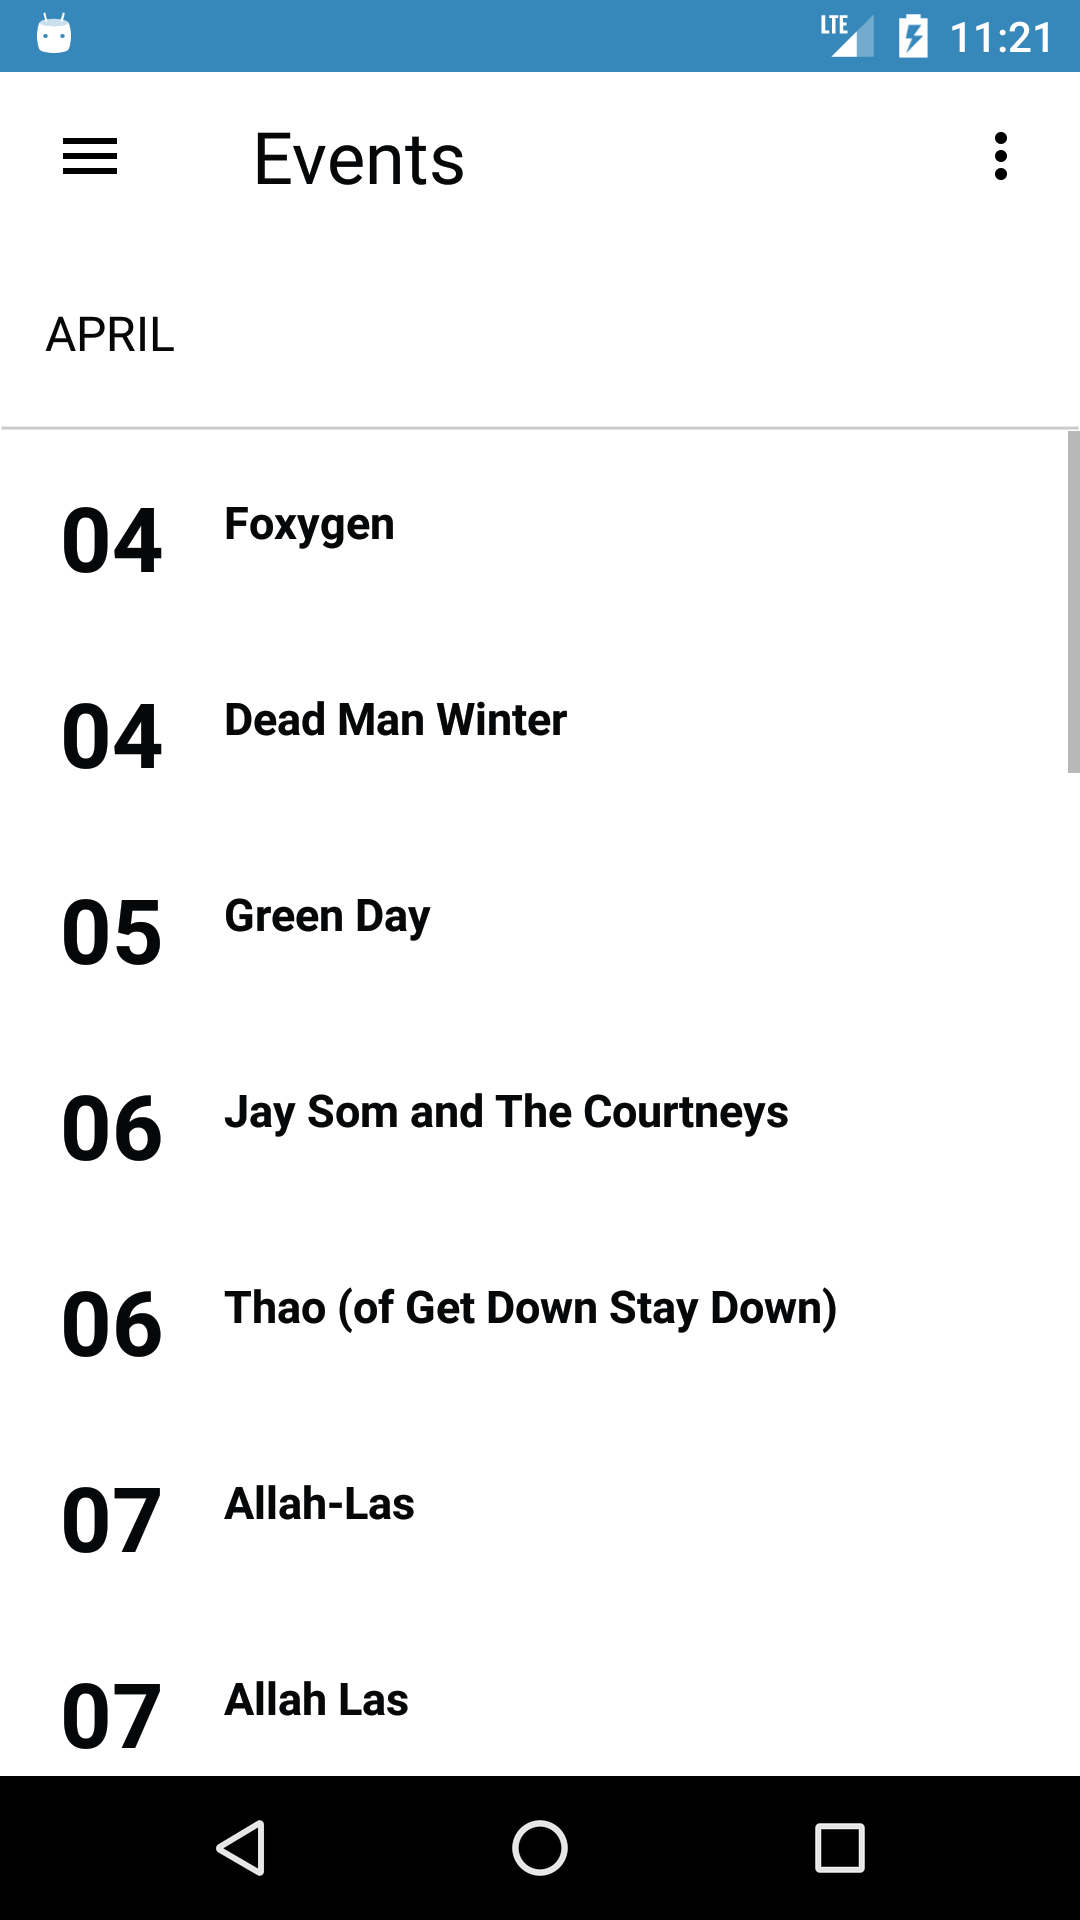 LTE 11:21
Events
APRIL
04 Foxygen
04 Dead Man Winter
05 Green Day
06 Jay Som and The Courtneys
06 Thao (of Get Down Stay Down)
07 Allah-Las
07 Allah Las